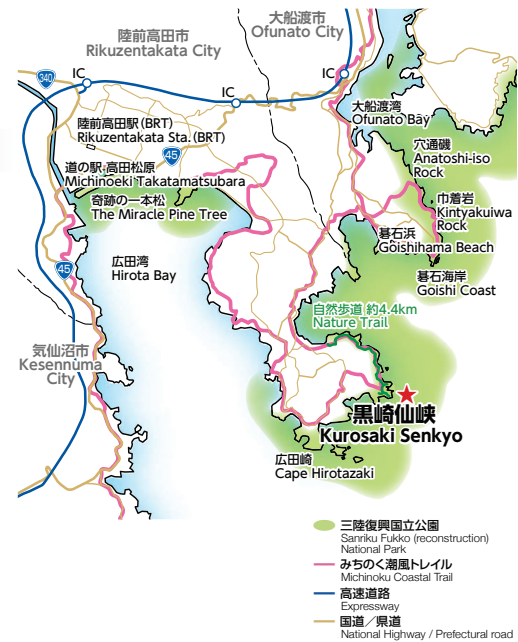 陸前高田市
Rikuzentakata City
大船渡市
Ofunato City
340
IC
IC
IC
陸前高田駅(BRT)
Rikuzentakata Sta. (BRT)
45
大船渡湾
Ofunato Bay
穴通磯
Anatoshi-iso
Rock
道の駅・高田松原
Michinoeki Takatamatsubara
奇跡の一本松
The Miracle Pine Tree
巾着岩
Kintyakuiwa
Rock
碁石浜
Goishihama Beach
45
広田湾
Hirota Bay
碁石海岸
Goishi Coast
自然歩道 約4.4km
Nature Trail
気仙沼市
Kesennuma
City
黒崎仙峡
Kurosaki Senkyo
広田崎
Cape Hirotazaki
三陸復興国立公園
Sanriku Fukko (reconstruction)
National Park
みちのく潮風トレイル
Michinoku Coastal Trail
高速道路
Expressway
国道／県道
National Highway / Prefectural road